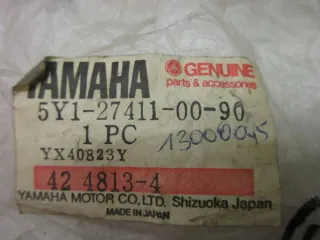 YAMAHA GENUINE
parts & accessories
5Y1-27411-00-90
1 PC
13000045
YX40823Y
42 4813-4
YAMAHA MOTOR CO., LTD. Shizuoka Japan
MADE IN JAPAN